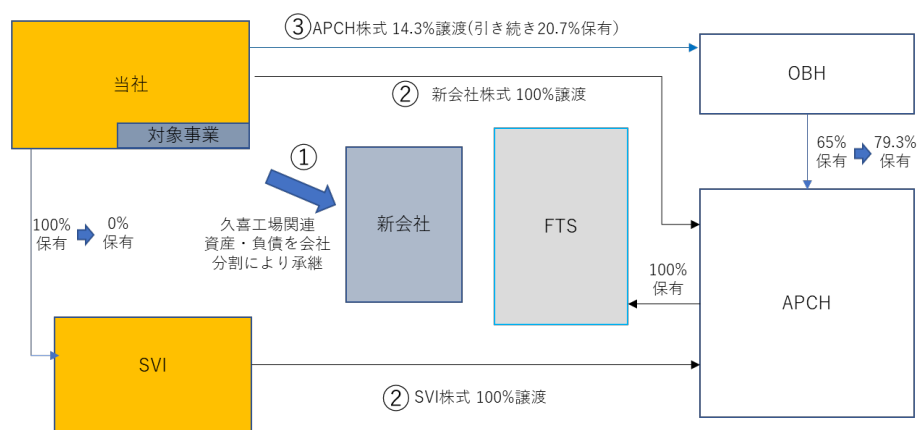 ③APCH株式 14.3%譲渡(引き続き20.7%保有)
当社
対象事業
② 新会社株式 100%譲渡
OBH
65%
保有
79.3%
保有
①
久喜工場関連
資産・負債を会社
分割により承継
新会社
FTS
100%
保有
0%
保有
100%
保有
APCH
SVI
② SVI株式 100%譲渡